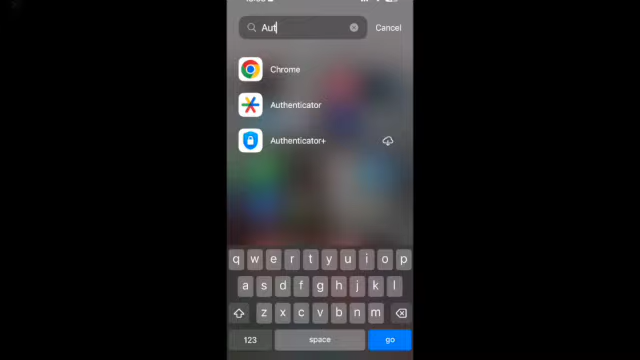 Aut
Cancel
Chrome
Authenticator
Authenticator+
q w e r t y u i o p
a s d f g h j k l
z x c v b n m
123 space go